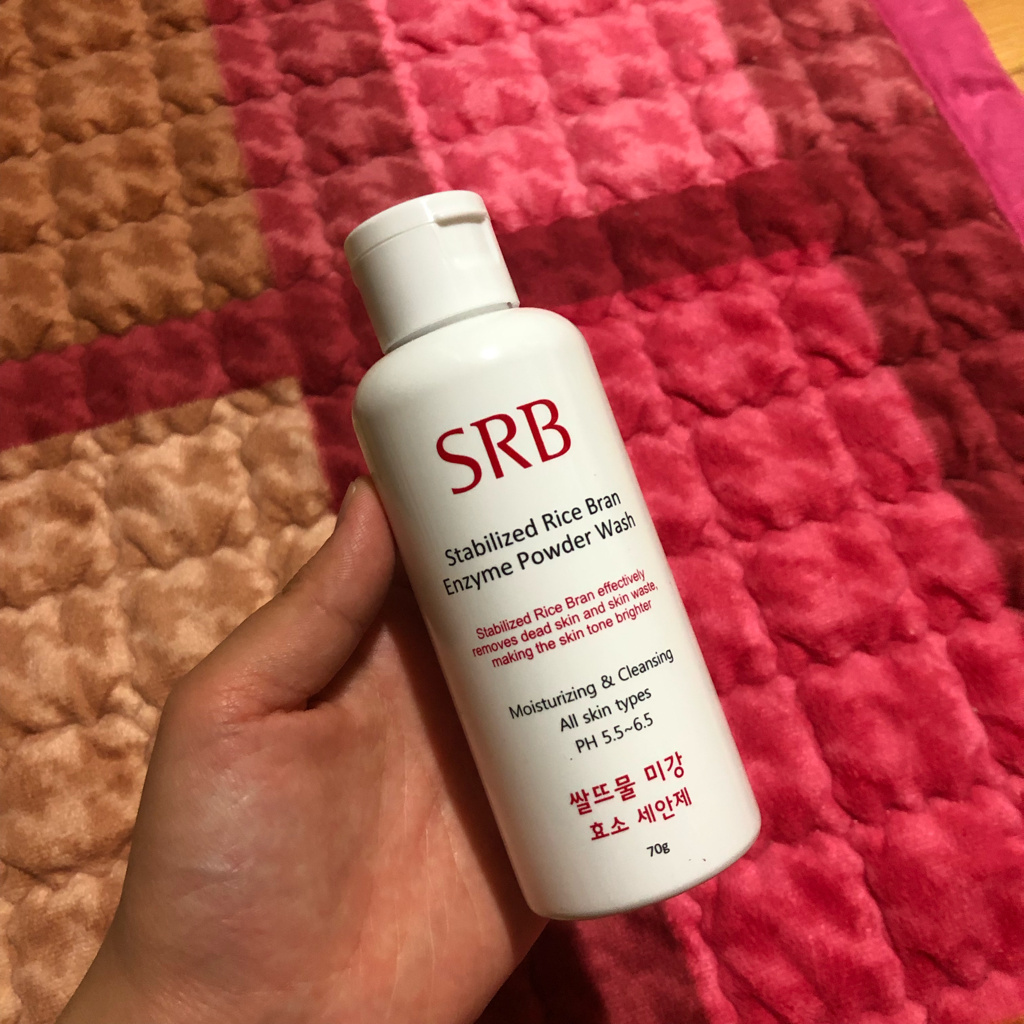 SRB
Stabilized Rice Bran
Enzyme Powder Wash
Stabilized Rice Bran effectively
removes dead skin and skin waste,
making the skin tone brighter
Moisturizing & Cleansing
All skin types
PH 5.5~6.5
쌀뜨물 미강
효소 세안제
70g